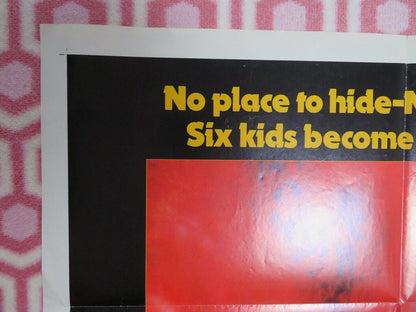 No place to hide-N
Six kids become